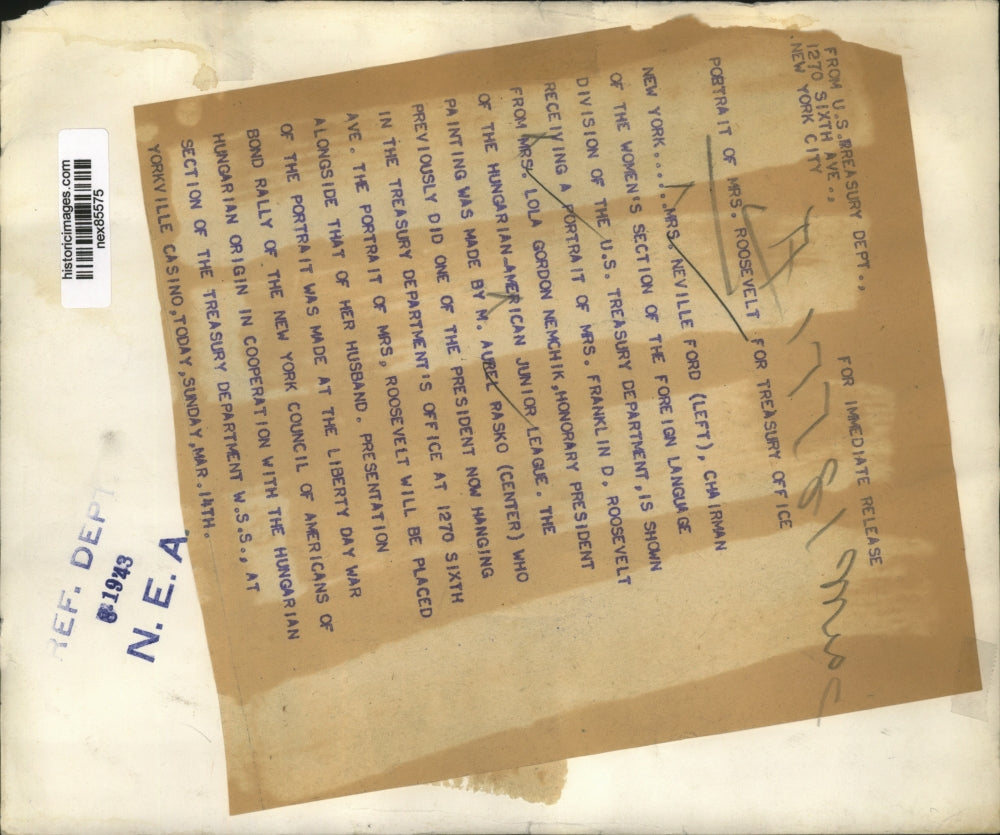 FROM U.S. TREASURY DEPT.,
1270 SIXTH AVE.,
NEW YORK CITY
FOR IMMEDIATE RELEASE
PORTRAIT OF MRS. ROOSEVELT FOR TREASURY OFFICE
NEW YORK.....MRS. NEVILLE FORD (LEFT), CHAIRMAN
OF THE WOMEN'S SECTION OF THE FOREIGN LANGUAGE
DIVISION OF THE U.S. TREASURY DEPARTMENT, IS SHOWN
RECEIVING A PORTRAIT OF MRS. FRANKLIN D. ROOSEVELT
FROM MRS. LOLA GORDON NEMCHIK,HONORARY PRESIDENT
OF THE HUNGARIAN-AMERICAN JUNIOR LEAGUE. THE
PAINTING WAS MADE BY M. AUREL RASKO (CENTER) WHO
PREVIOUSLY DID ONE OF THE PRESIDENT NOW HANGING
IN THE TREASURY DEPARTMENT'S OFFICE AT 1270 SIXTH
AVE. THE PORTRAIT OF MRS. ROOSEVELT WILL BE PLACED
ALONGSIDE THAT OF HER HUSBAND. PRESENTATION
OF THE PORTRAIT WAS MADE AT THE LIBERTY DAY WAR
BOND RALLY OF THE NEW YORK COUNCIL OF AMERICANS OF
HUNGARIAN ORIGIN IN COOPERATION WITH THE HUNGARIAN
SECTION OF THE TREASURY DEPARTMENT W.S.S., AT
YORKVILLE CASINO,TODAY,SUNDAY,MAR.14TH.
historicimages.com
nex85575
REF. DEPT
1943
N. E. A.